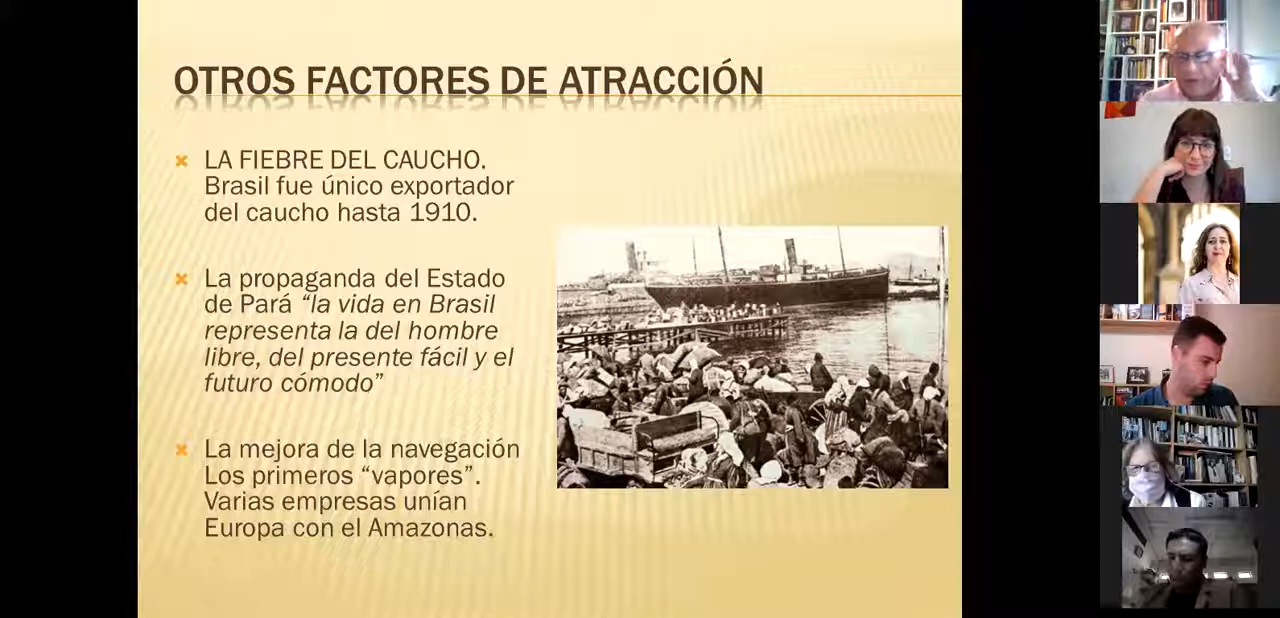 OTROS FACTORES DE ATRACCIÓN
LA FIEBRE DEL CAUCHO.
Brasil fue único exportador
del caucho hasta 1910.
La propaganda del Estado
de Pará “la vida en Brasil
representa la del hombre
libre, del presente fácil y el
futuro cómodo”
La mejora de la navegación
Los primeros “vapores”.
Varias empresas unían
Europa con el Amazonas.